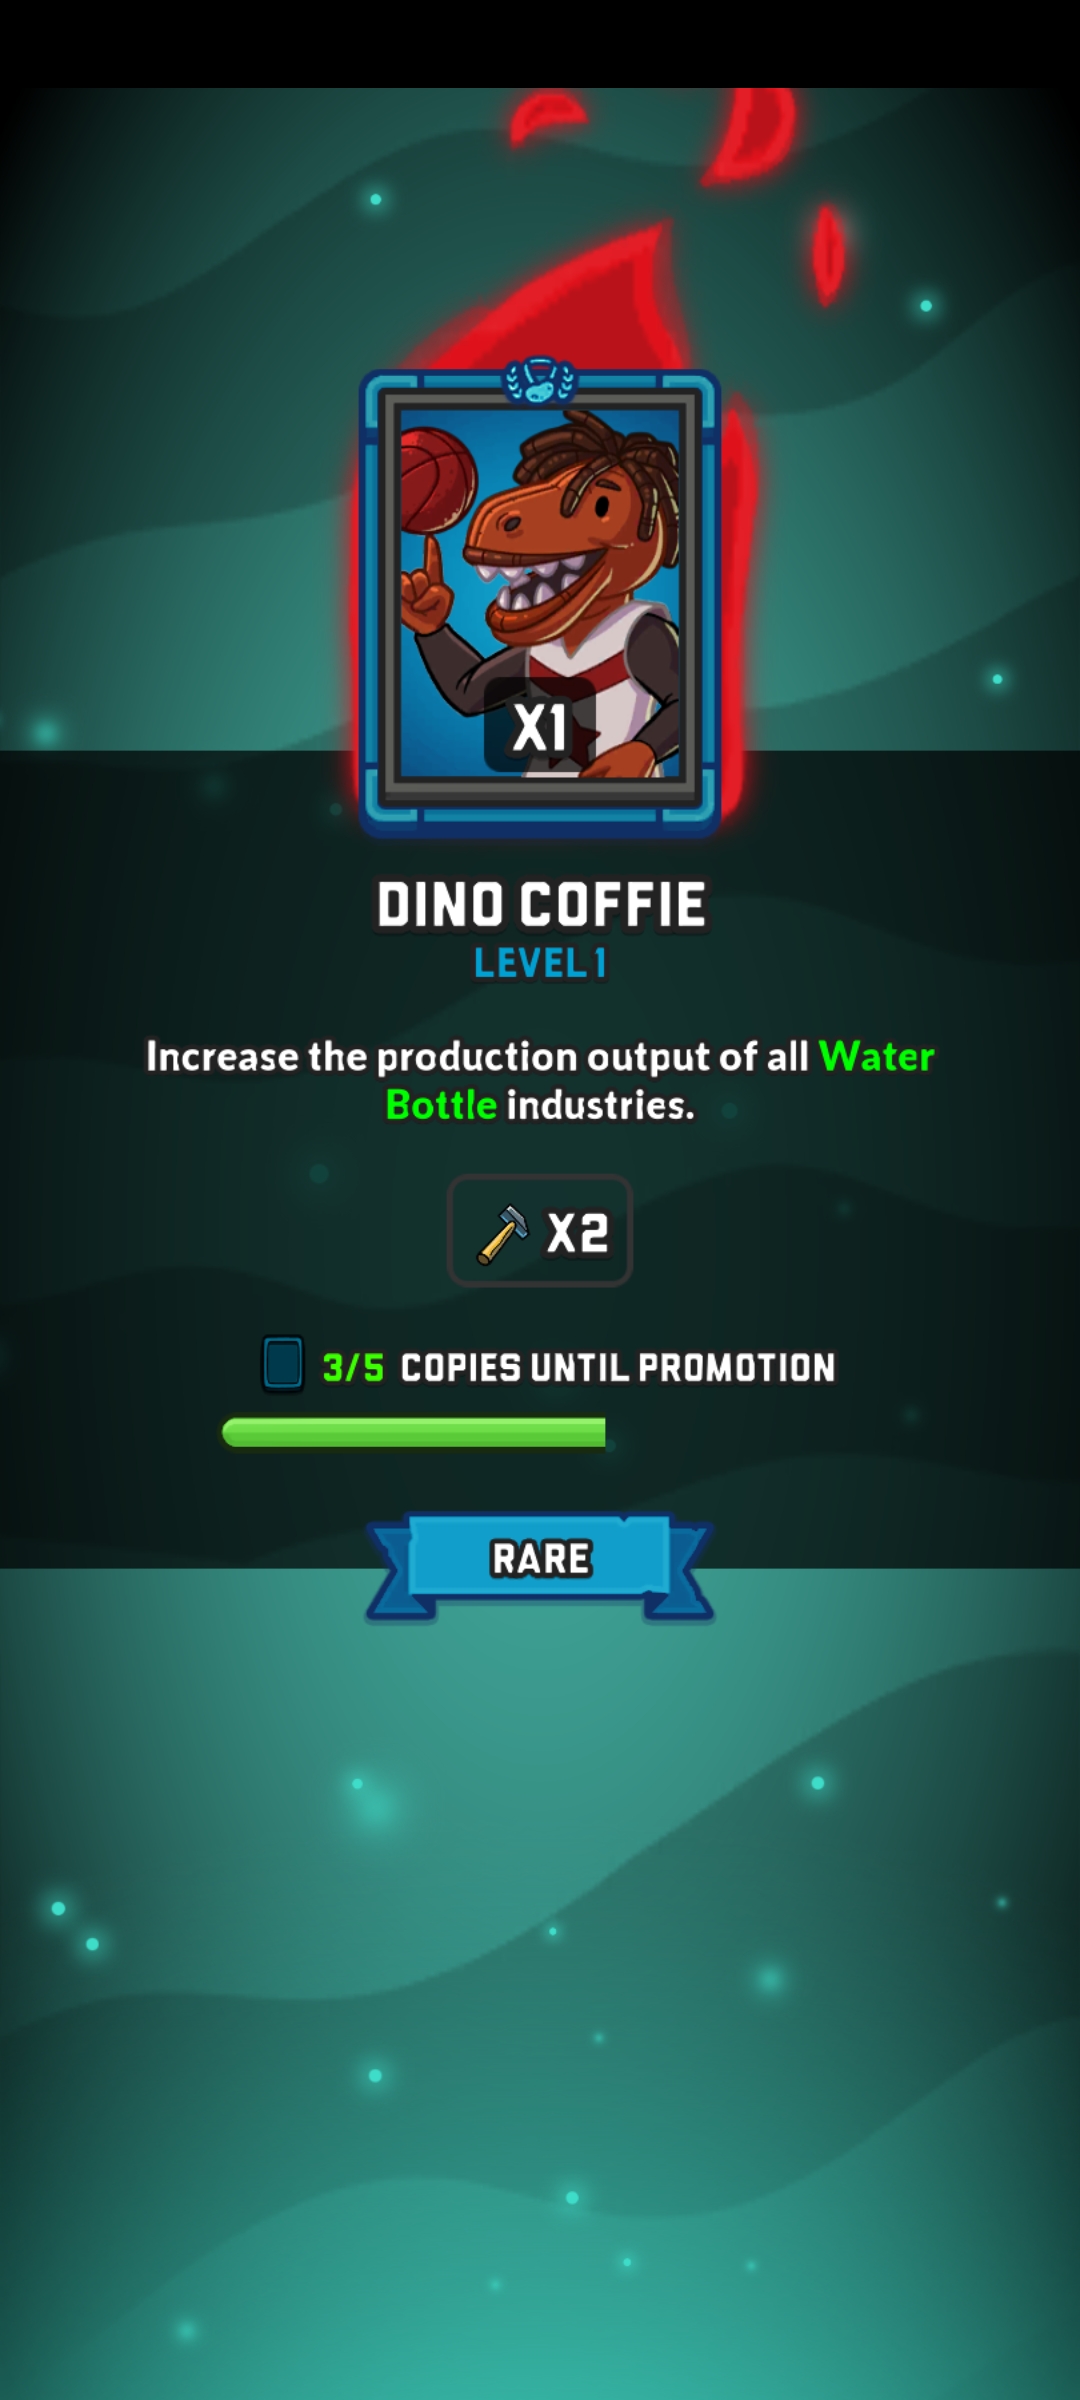 X1
DINO COFFIE
LEVEL 1
Increase the production output of all Water
Bottle industries.
X2
3/5 COPIES UNTIL PROMOTION
RARE